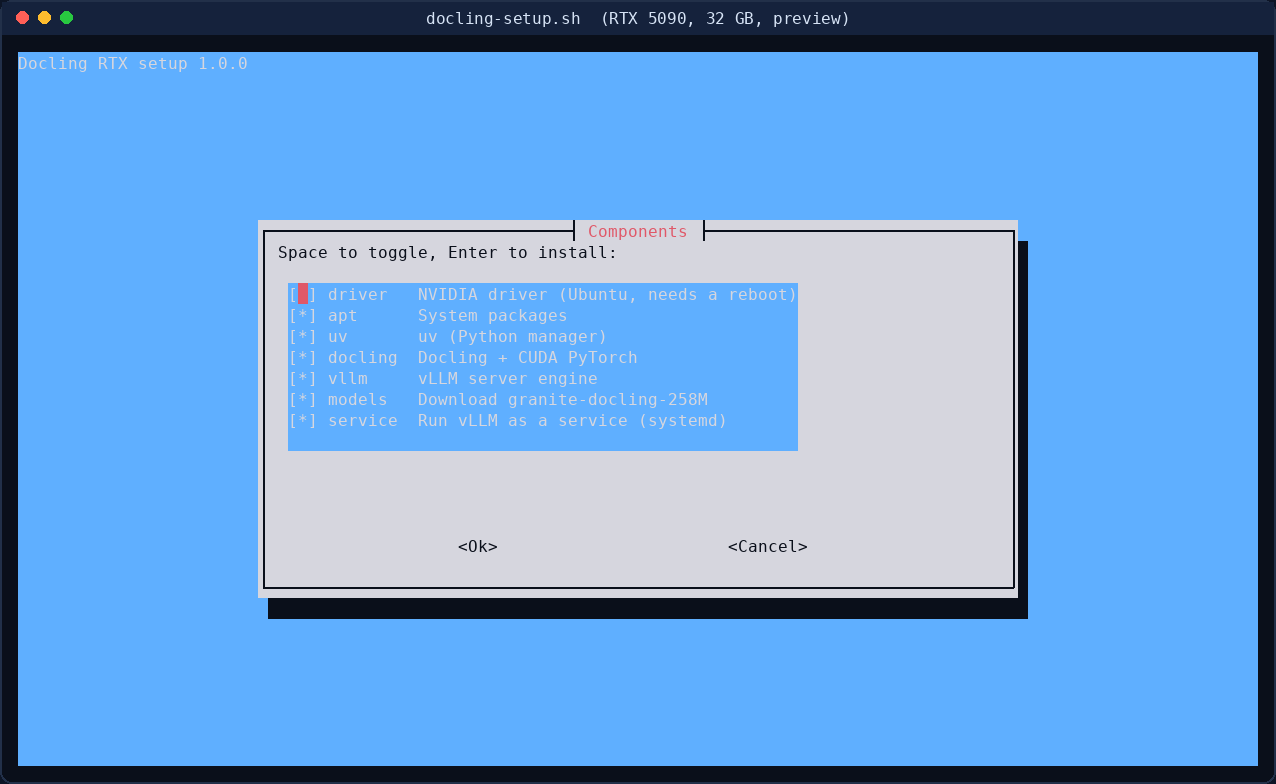 docling-setup.sh  (RTX 5090, 32 GB, preview)
Docling RTX setup 1.0.0
Components
Space to toggle, Enter to install:
[ ] driver   NVIDIA driver (Ubuntu, needs a reboot)
[*] apt      System packages
[*] uv       uv (Python manager)
[*] docling  Docling + CUDA PyTorch
[*] vllm     vLLM server engine
[*] models   Download granite-docling-258M
[*] service  Run vLLM as a service (systemd)
<Ok>                       <Cancel>